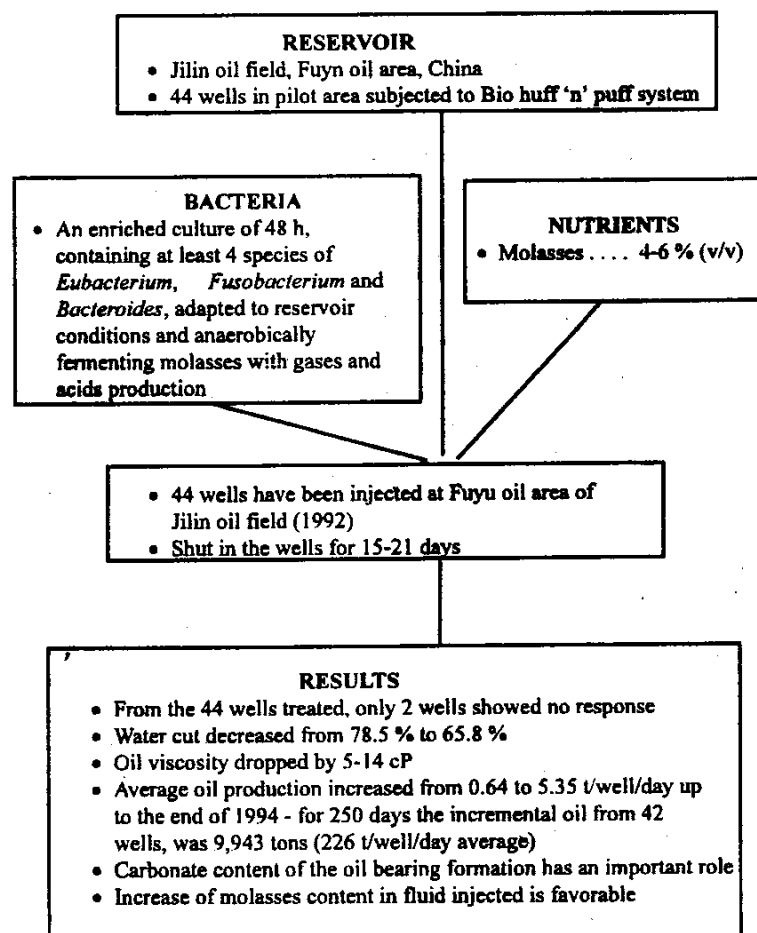 RESERVOIR
• Jilin oil field, Fuyn oil area, China
• 44 wells in pilot area subjected to Bio huff ‘n’ puff system
BACTERIA
• An enriched culture of 48 h,
containing at least 4 species of
Eubacterium, Fusobacterium and
Bacteroides, adapted to reservoir
conditions and anaerobically
fermenting molasses with gases and
acids production
NUTRIENTS
• Molasses . . . . 4-6 % (v/v)
• 44 wells have been injected at Fuyu oil area of
Jilin oil field (1992)
• Shut in the wells for 15-21 days
RESULTS
• From the 44 wells treated, only 2 wells showed no response
• Water cut decreased from 78.5 % to 65.8 %
• Oil viscosity dropped by 5-14 cP
• Average oil production increased from 0.64 to 5.35 t/well/day up
to the end of 1994 - for 250 days the incremental oil from 42
wells, was 9,943 tons (226 t/well/day average)
• Carbonate content of the oil bearing formation has an important role
• Increase of molasses content in fluid injected is favorable